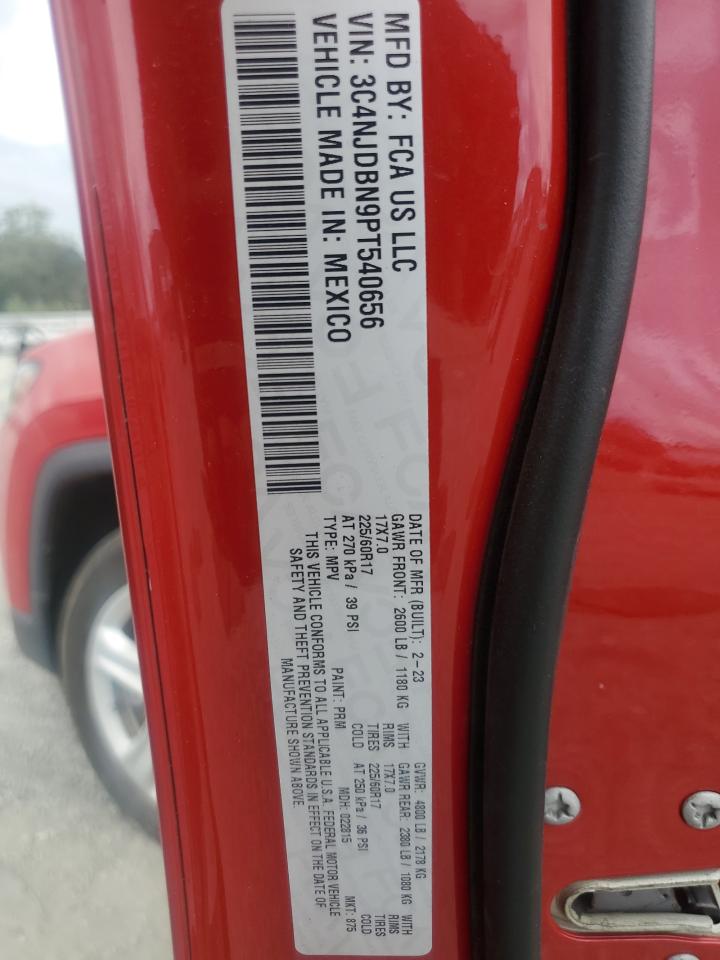 MFD BY: FCA US LLC
VIN: 3C4NJDBN9PT540656
VEHICLE MADE IN: MEXICO
DATE OF MFR (BUILT): 2-23 GVWR: 4800 LB / 2178 KG
GAWR FRONT: 2600 LB / 1180 KG WITH GAWR REAR: 2380 LB / 1080 KG WITH
17X7.0 RIMS 17X7.0 RIMS
225/60R17 TIRES 225/60R17 TIRES
AT 270 kPa / 39 PSI COLD AT 250 kPa / 36 PSI COLD
TYPE: MPV PAINT: PRM MDH: 022815 MKT: 875
THIS VEHICLE CONFORMS TO ALL APPLICABLE U.S.A. FEDERAL MOTOR VEHICLE
SAFETY AND THEFT PREVENTION STANDARDS IN EFFECT ON THE DATE OF
MANUFACTURE SHOWN ABOVE.